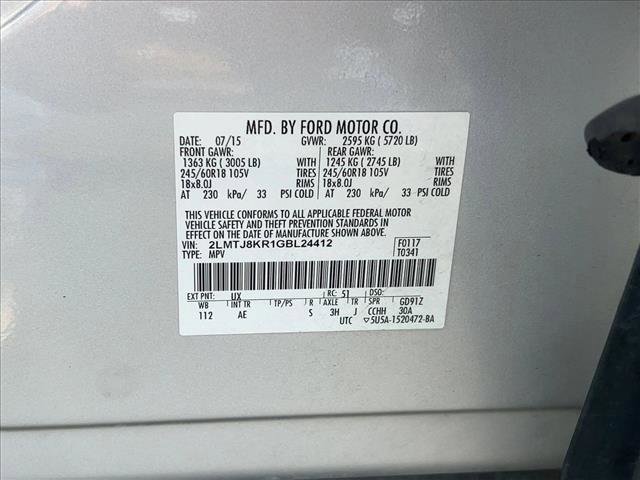 MFD. BY FORD MOTOR CO.
DATE: 07/15 GVWR: 2595 KG ( 5720 LB)
FRONT GAWR: REAR GAWR:
1363 KG ( 3005 LB) WITH 1245 KG ( 2745 LB) WITH
245/60R18 105V TIRES 245/60R18 105V TIRES
18x8.0J RIMS 18x8.0J RIMS
AT 230 kPa/ 33 PSI COLD AT 230 kPa/ 33 PSI COLD
THIS VEHICLE CONFORMS TO ALL APPLICABLE FEDERAL MOTOR
VEHICLE SAFETY AND THEFT PREVENTION STANDARDS IN
EFFECT ON THE DATE OF MANUFACTURE SHOWN ABOVE.
VIN: 2LMTJ8KR1GBL24412 F0117
TYPE: MPV T0341
EXT PNT: UX RC: 51 DSO:
WB INT TR TP/PS R AXLE TR SPR GD91Z
112 AE S 3H J CCHH 30A
UTC ▽5U5A-1520472-BA